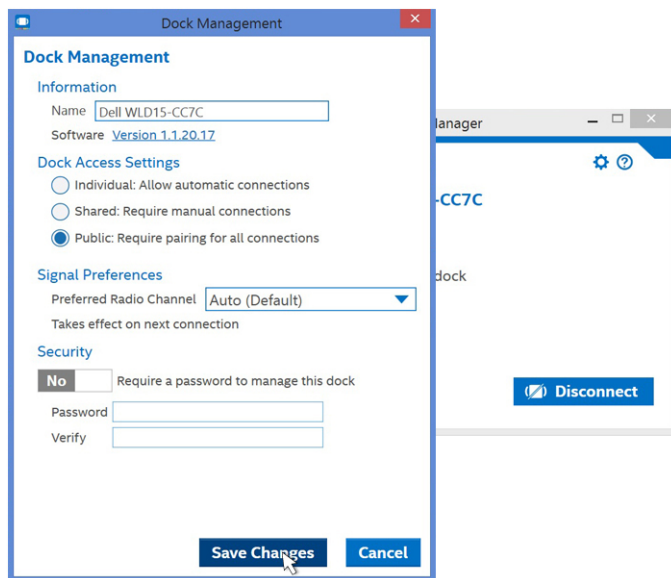 Dock Management
Dock Management
Information
Name Dell WLD15-CC7C
Software Version 1.1.20.17
Dock Access Settings
Individual: Allow automatic connections
Shared: Require manual connections
Public: Require pairing for all connections
Signal Preferences
Preferred Radio Channel Auto (Default)
Takes effect on next connection
Security
No Require a password to manage this dock
Password
Verify
Save Changes Cancel
-CC7C
dock
Disconnect